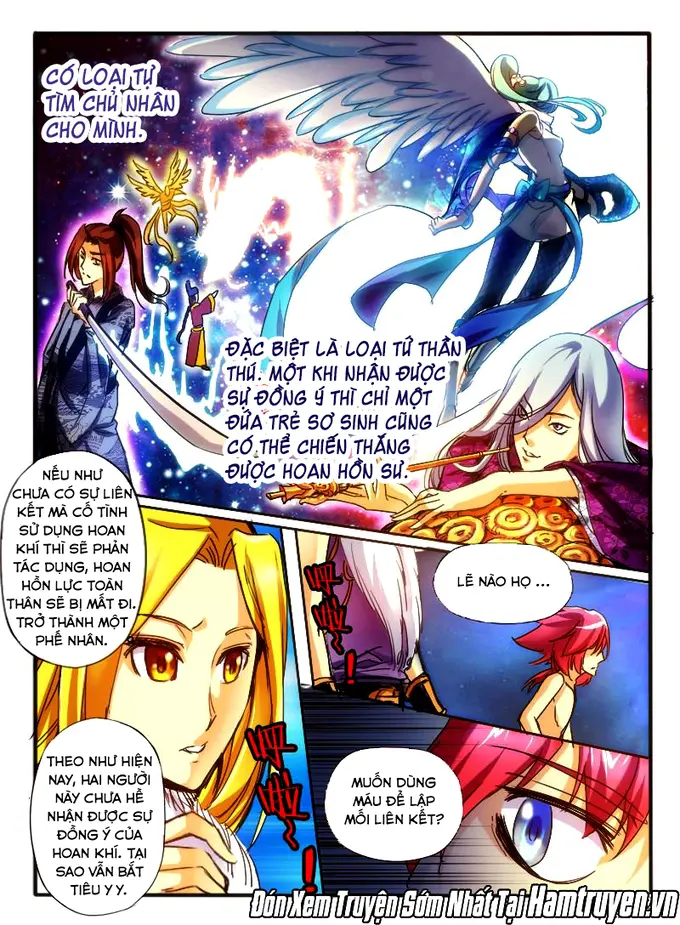 CÓ LOẠI TỰ
TÌM CHỦ NHÂN
CHO MÌNH.
ĐẶC BIỆT LÀ LOẠI TỨ THẦN
THÚ. MỘT KHI NHẬN ĐƯỢC
SỰ ĐỒNG Ý THÌ CHỈ MỘT
ĐỨA TRẺ SƠ SINH CŨNG
CÓ THỂ CHIẾN THẮNG
ĐƯỢC HOAN HỒN SƯ.
NẾU NHƯ
CHƯA CÓ SỰ LIÊN
KẾT MÀ CỐ TÌNH
SỬ DỤNG HOAN
KHÍ THÌ SẼ PHẢN
TÁC DỤNG, HOAN
HỒN LỰC TOÀN
THÂN SẼ BỊ MẤT ĐI.
TRỞ THÀNH MỘT
PHẾ NHÂN.
LẼ NÀO HỌ ...
THEO NHƯ HIỆN
NAY, HAI NGƯỜI
NÀY CHƯA HỀ
NHẬN ĐƯỢC SỰ
ĐỒNG Ý CỦA
HOAN KHÍ. TẠI
SAO VẪN BẮT
TIÊU Y Y.
MUỐN DÙNG
MÁU ĐỂ LẬP
MỐI LIÊN KẾT?
Đón Xem Truyện Sớm Nhất Tại Hamtruyen.vn